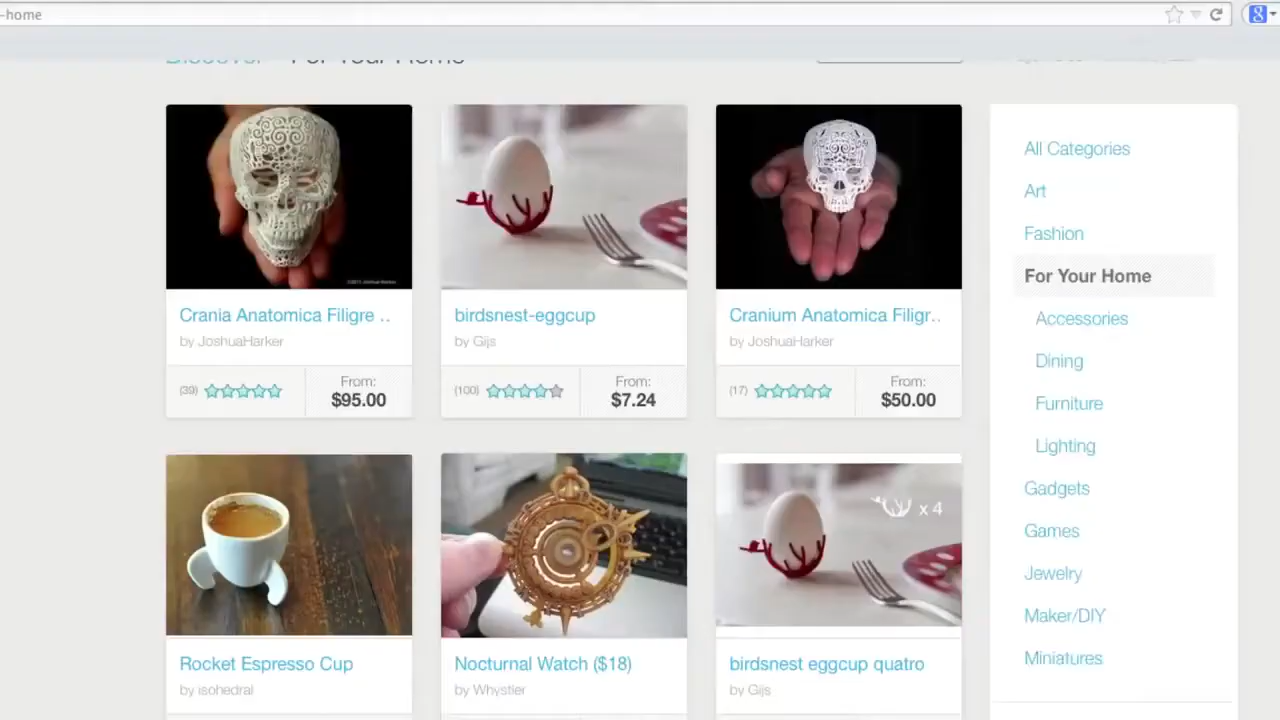 -home
For Your Home
Crania Anatomica Filigre ..
by JoshuaHarker
(39)
From:
$95.00
birdsnest-eggcup
by Gijs
(100)
From:
$7.24
Cranium Anatomica Filigr..
by JoshuaHarker
(17)
From:
$50.00
x 4
Rocket Espresso Cup
by isohedral
Nocturnal Watch ($18)
by Whystler
birdsnest eggcup quatro
by Gijs
All Categories
Art
Fashion
For Your Home
Accessories
Dining
Furniture
Lighting
Gadgets
Games
Jewelry
Maker/DIY
Miniatures